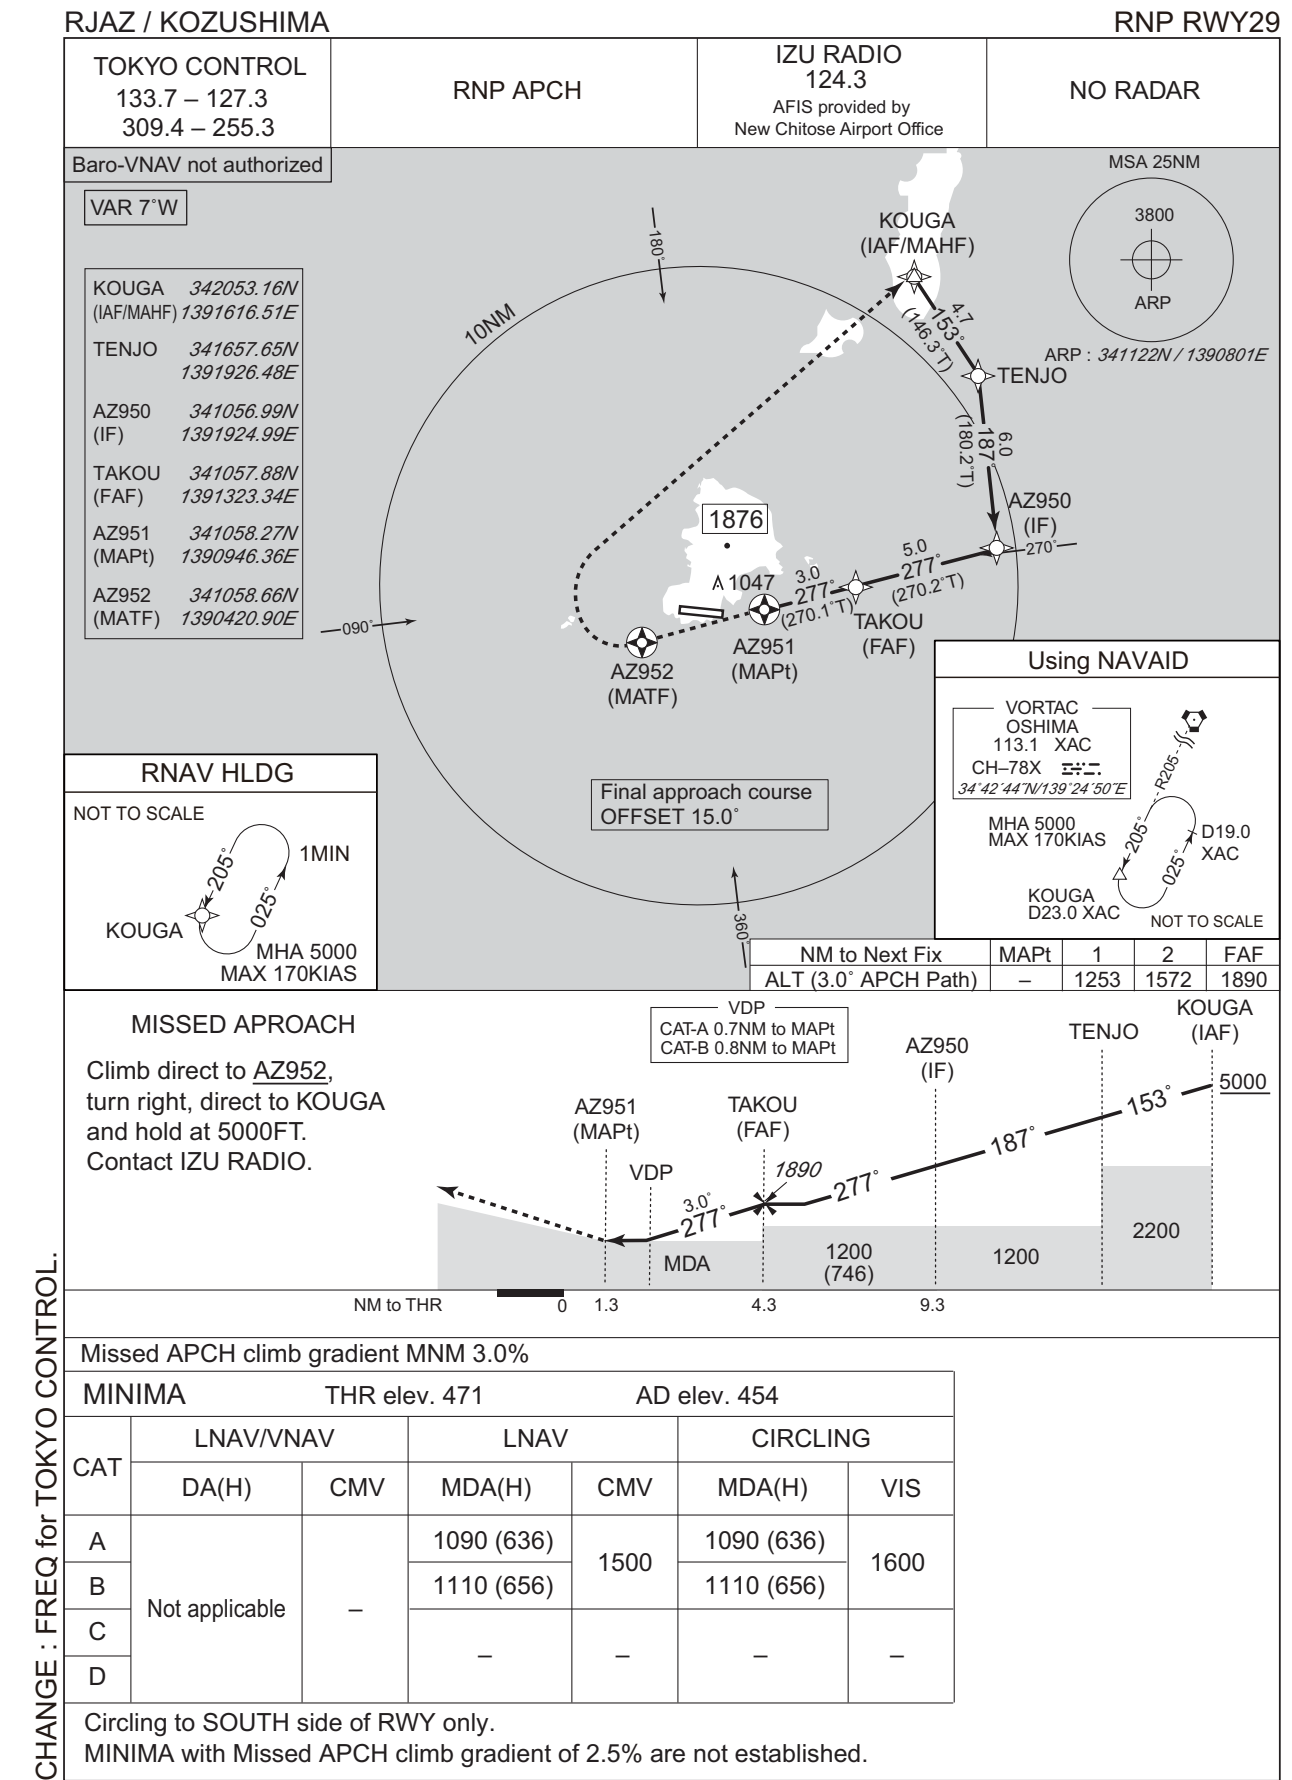 RJAZ / KOZUSHIMA
RNP RWY29
TOKYO CONTROL
133.7 – 127.3
309.4 – 255.3
RNP APCH
IZU RADIO
124.3
AFIS provided by
New Chitose Airport Office
NO RADAR
Baro-VNAV not authorized
VAR 7˚W
KOUGA 342053.16N
(IAF/MAHF) 1391616.51E
TENJO 341657.65N
1391926.48E
AZ950 341056.99N
(IF) 1391924.99E
TAKOU 341057.88N
(FAF) 1391323.34E
AZ951 341058.27N
(MAPt) 1390946.36E
AZ952 341058.66N
(MATF) 1390420.90E
MSA 25NM
3800
ARP
ARP : 341122N / 1390801E
180˚
10NM
KOUGA
(IAF/MAHF)
4.7
153˚
(146.3˚T)
TENJO
6.0
187˚
(180.2˚T)
AZ950
(IF)
270˚
1876
1047
5.0
277˚
(270.2˚T)
3.0
277˚
(270.1˚T)
TAKOU
(FAF)
AZ951
(MAPt)
AZ952
(MATF)
090˚
360˚
Final approach course
OFFSET 15.0˚
Using NAVAID
VORTAC
OSHIMA
113.1 XAC
CH–78X
34˚42´44˝N/139˚24´50˝E
R205
MHA 5000
MAX 170KIAS
205˚
025˚
D19.0
XAC
KOUGA
D23.0 XAC
NOT TO SCALE
RNAV HLDG
NOT TO SCALE
205˚
1MIN
025˚
KOUGA
MHA 5000
MAX 170KIAS
NM to Next Fix MAPt 1 2 FAF
ALT (3.0˚ APCH Path) – 1253 1572 1890
MISSED APROACH
Climb direct to AZ952,
turn right, direct to KOUGA
and hold at 5000FT.
Contact IZU RADIO.
VDP
CAT-A 0.7NM to MAPt
CAT-B 0.8NM to MAPt
AZ951
(MAPt)
VDP
TAKOU
(FAF)
AZ950
(IF)
TENJO
KOUGA
(IAF)
5000
153˚
187˚
277˚
1890
3.0˚
277˚
MDA
1200
(746)
1200
2200
NM to THR 0 1.3 4.3 9.3
Missed APCH climb gradient MNM 3.0%
MINIMA THR elev. 471 AD elev. 454
CAT LNAV/VNAV LNAV CIRCLING
DA(H) CMV MDA(H) CMV MDA(H) VIS
A 1090 (636) 1090 (636)
1500 1600
B 1110 (656) 1110 (656)
Not applicable –
C
– – – –
D
Circling to SOUTH side of RWY only.
MINIMA with Missed APCH climb gradient of 2.5% are not established.
CHANGE : FREQ for TOKYO CONTROL.